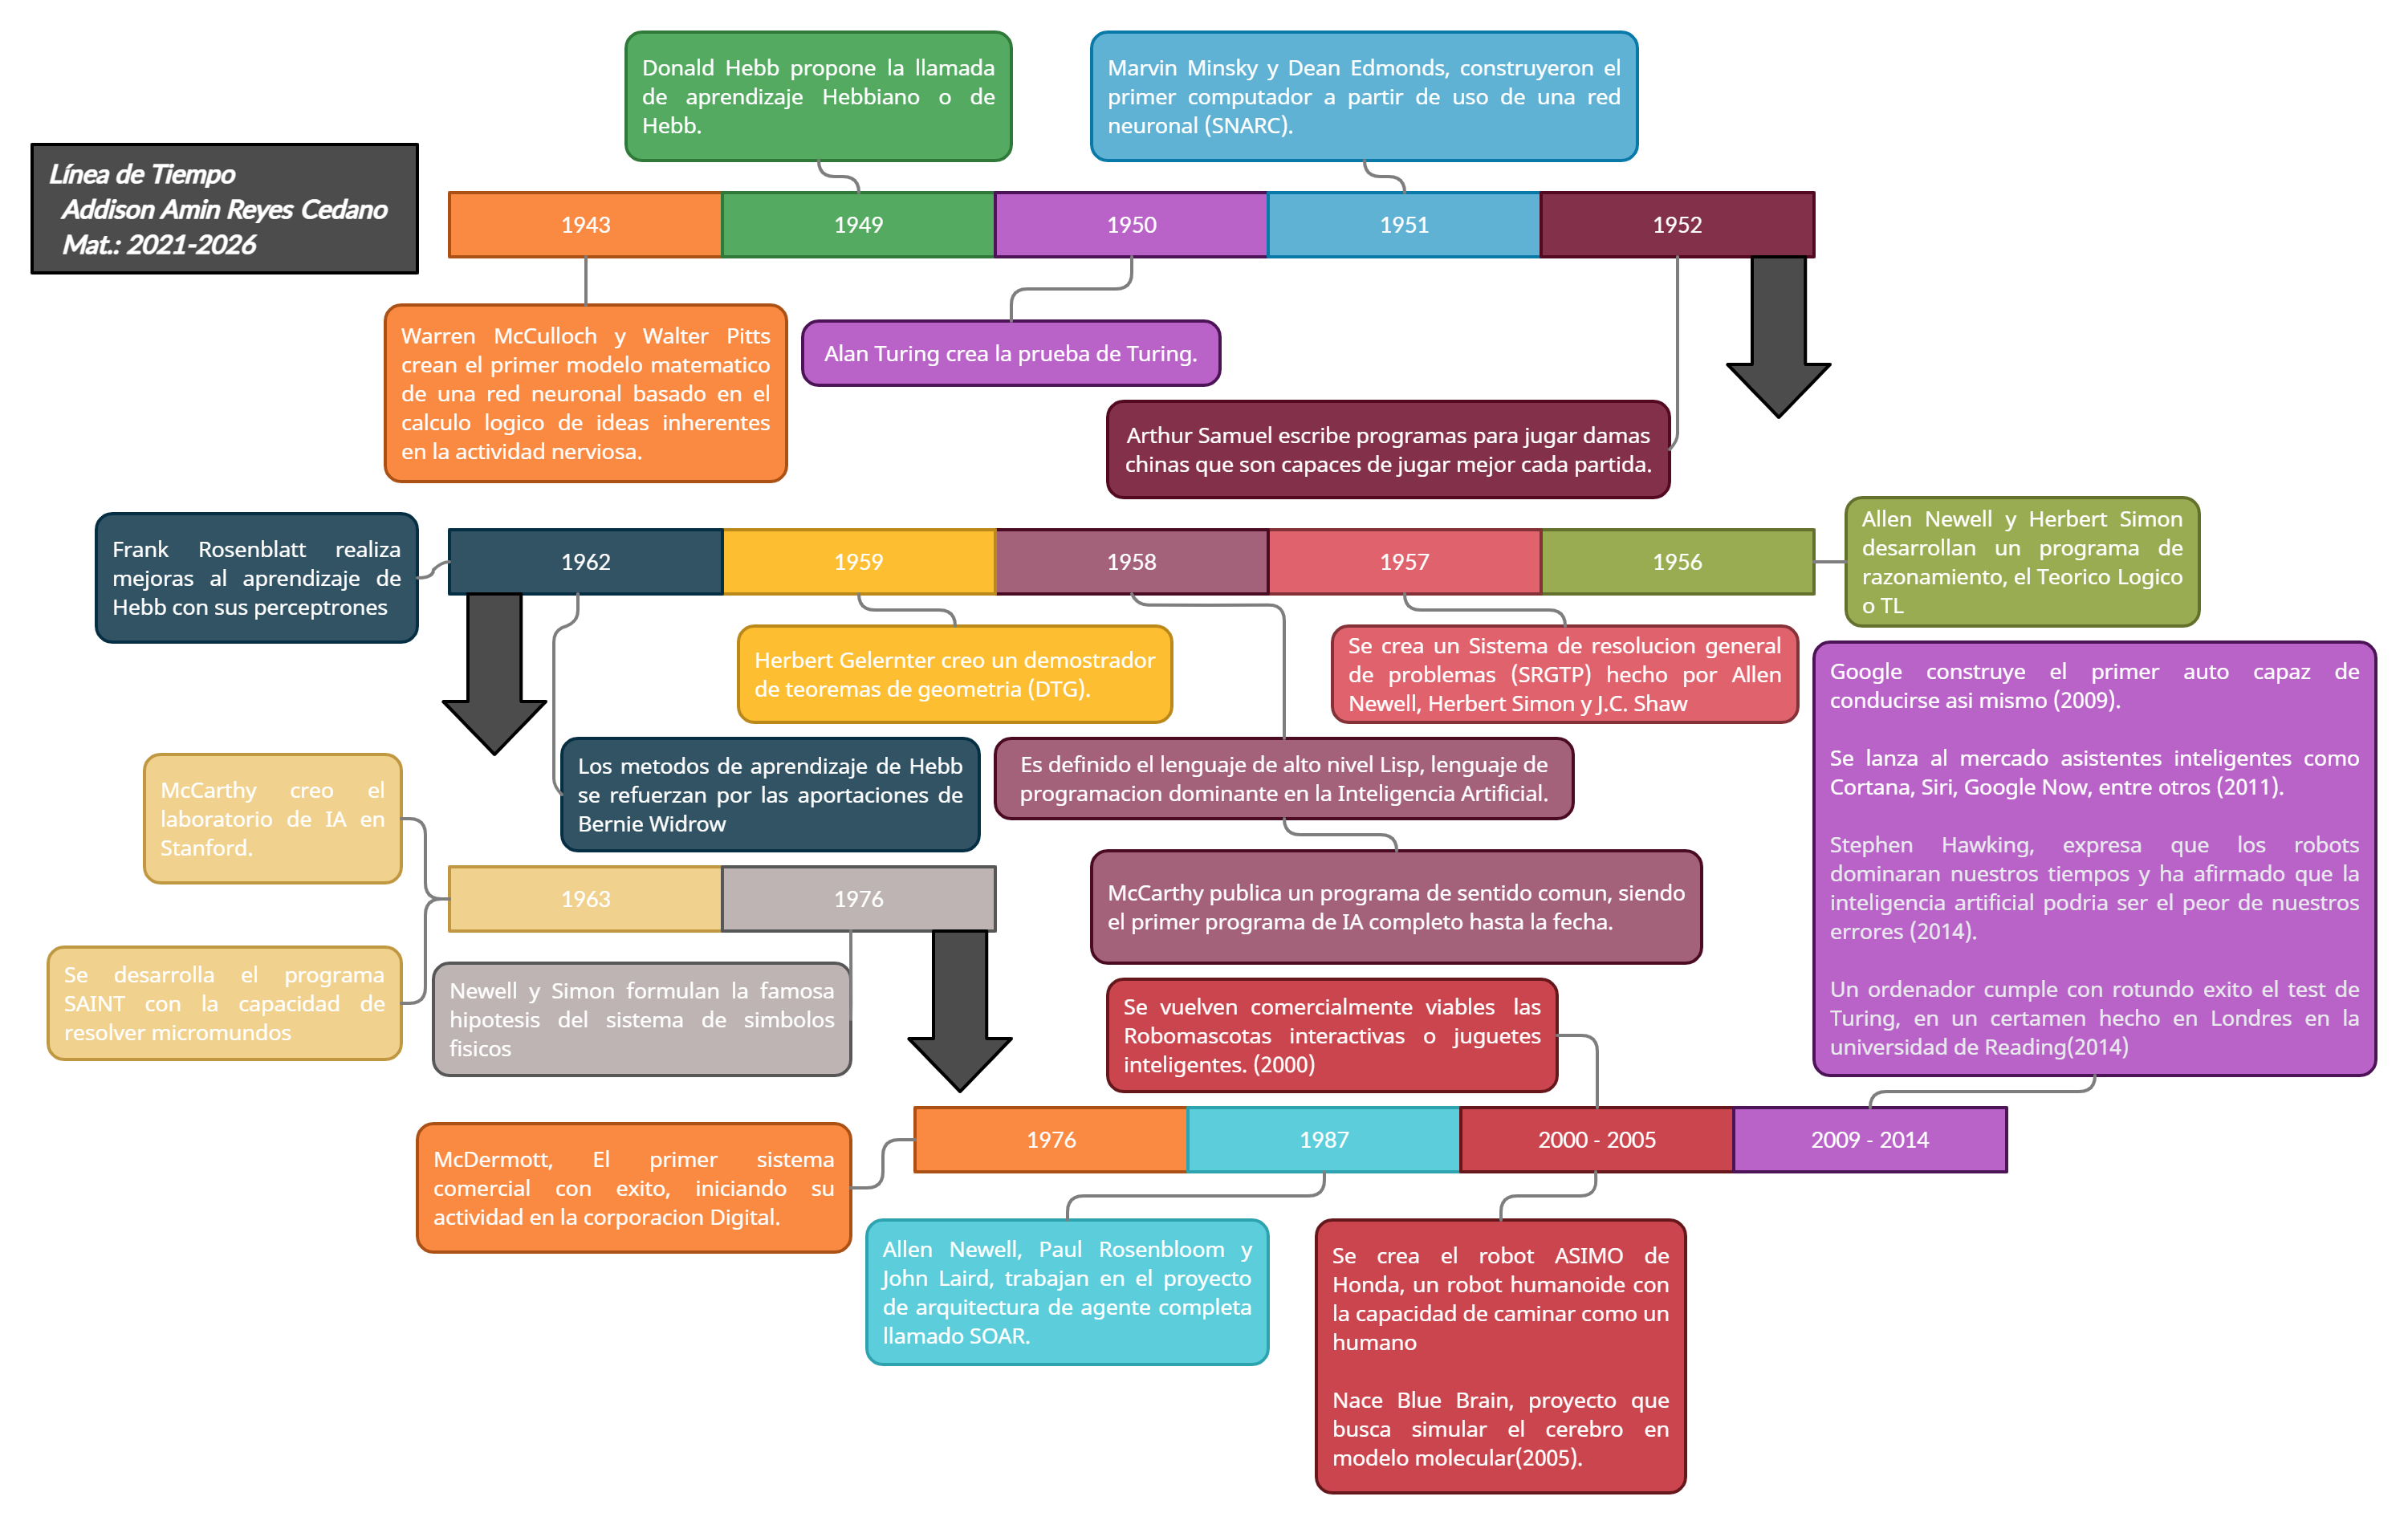 Línea de Tiempo
Addison Amin Reyes Cedano
Mat.: 2021-2026
Donald Hebb propone la llamada
de aprendizaje Hebbiano o de
Hebb.
Marvin Minsky y Dean Edmonds, construyeron el
primer computador a partir de uso de una red
neuronal (SNARC).
1943
1949
1950
1951
1952
Warren McCulloch y Walter Pitts
crean el primer modelo matematico
de una red neuronal basado en el
calculo logico de ideas inherentes
en la actividad nerviosa.
Alan Turing crea la prueba de Turing.
Arthur Samuel escribe programas para jugar damas
chinas que son capaces de jugar mejor cada partida.
Frank Rosenblatt realiza
mejoras al aprendizaje de
Hebb con sus perceptrones
1962
1959
1958
1957
1956
Allen Newell y Herbert Simon
desarrollan un programa de
razonamiento, el Teorico Logico
o TL
Herbert Gelernter creo un demostrador
de teoremas de geometria (DTG).
Se crea un Sistema de resolucion general
de problemas (SRGTP) hecho por Allen
Newell, Herbert Simon y J.C. Shaw
Los metodos de aprendizaje de Hebb
se refuerzan por las aportaciones de
Bernie Widrow
Es definido el lenguaje de alto nivel Lisp, lenguaje de
programacion dominante en la Inteligencia Artificial.
McCarthy publica un programa de sentido comun, siendo
el primer programa de IA completo hasta la fecha.
McCarthy creo el
laboratorio de IA en
Stanford.
1963
1976
Se desarrolla el programa
SAINT con la capacidad de
resolver micromundos
Newell y Simon formulan la famosa
hipotesis del sistema de simbolos
fisicos
Se vuelven comercialmente viables las
Robomascotas interactivas o juguetes
inteligentes. (2000)
Google construye el primer auto capaz de
conducirse asi mismo (2009).
Se lanza al mercado asistentes inteligentes como
Cortana, Siri, Google Now, entre otros (2011).
Stephen Hawking, expresa que los robots
dominaran nuestros tiempos y ha afirmado que la
inteligencia artificial podria ser el peor de nuestros
errores (2014).
Un ordenador cumple con rotundo exito el test de
Turing, en un certamen hecho en Londres en la
universidad de Reading(2014)
1976
1987
2000 - 2005
2009 - 2014
McDermott, El primer sistema
comercial con exito, iniciando su
actividad en la corporacion Digital.
Allen Newell, Paul Rosenbloom y
John Laird, trabajan en el proyecto
de arquitectura de agente completa
llamado SOAR.
Se crea el robot ASIMO de
Honda, un robot humanoide con
la capacidad de caminar como un
humano
Nace Blue Brain, proyecto que
busca simular el cerebro en
modelo molecular(2005).